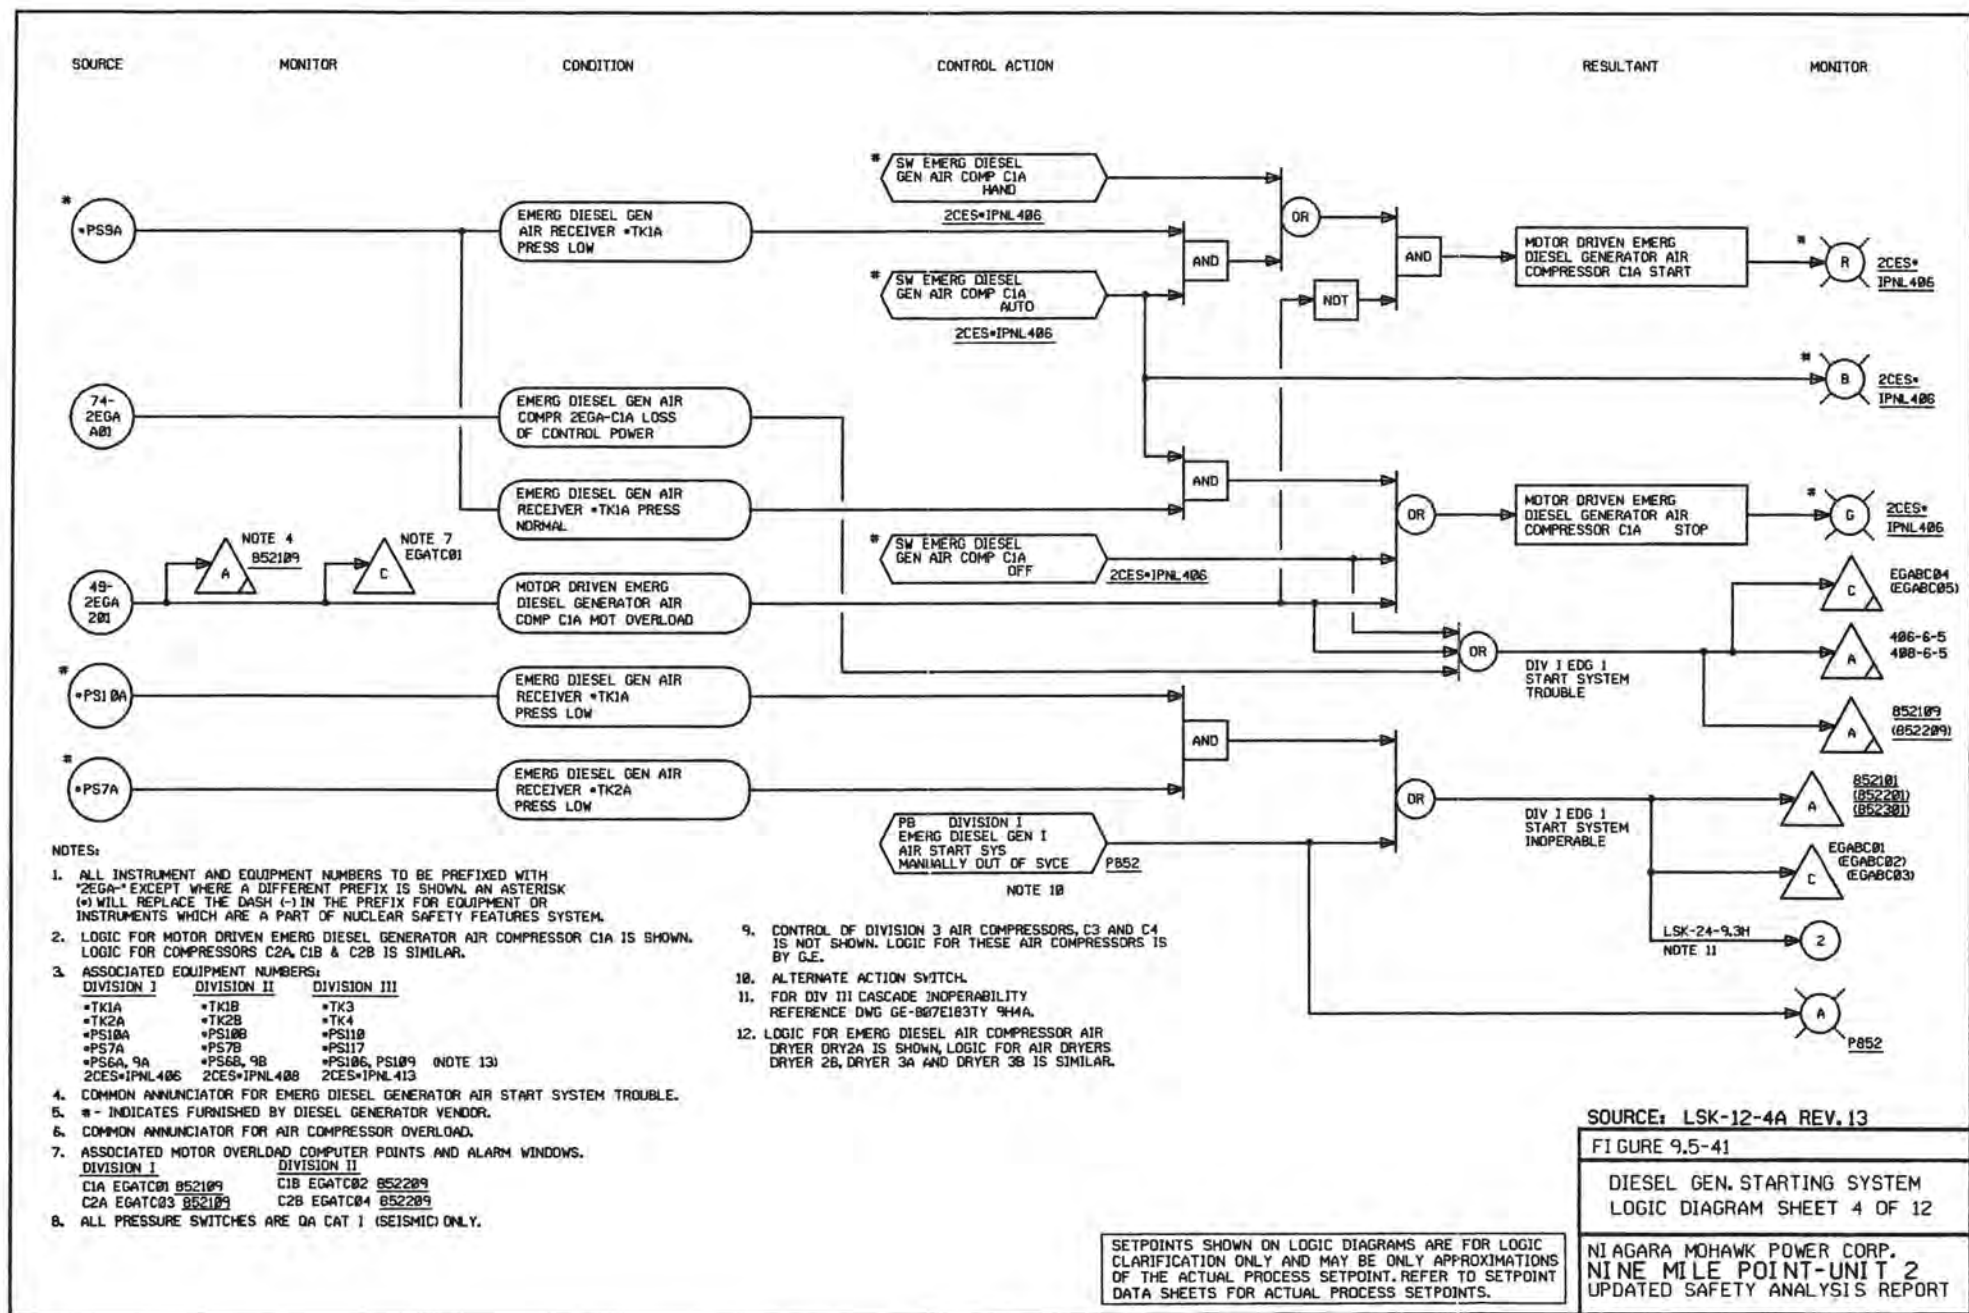 SOURCE
MONITOR
CONDITION
CONTROL ACTION
RESULTANT
MONITOR
#
*PS9A
EMERG DIESEL GEN
AIR RECEIVER *TK1A
PRESS LOW
#
SW EMERG DIESEL
GEN AIR COMP C1A
HAND
2CES*IPNL406
#
SW EMERG DIESEL
GEN AIR COMP C1A
AUTO
2CES*IPNL406
AND
OR
NOT
AND
MOTOR DRIVEN EMERG
DIESEL GENERATOR AIR
COMPRESSOR C1A START
#
R
2CES*
IPNL406
#
B
2CES*
IPNL406
74-
2EGA
A01
EMERG DIESEL GEN AIR
COMPR 2EGA-C1A LOSS
OF CONTROL POWER
EMERG DIESEL GEN AIR
RECEIVER *TK1A PRESS
NORMAL
AND
OR
MOTOR DRIVEN EMERG
DIESEL GENERATOR AIR
COMPRESSOR C1A STOP
#
G
2CES*
IPNL406
NOTE 4
852109
A
NOTE 7
EGATC01
C
#
SW EMERG DIESEL
GEN AIR COMP C1A
OFF
2CES*IPNL406
49-
2EGA
201
MOTOR DRIVEN EMERG
DIESEL GENERATOR AIR
COMP C1A MOT OVERLOAD
OR
DIV I EDG 1
START SYSTEM
TROUBLE
C
EGABC04
(EGABC05)
A
406-6-5
408-6-5
A
852109
(852209)
#
*PS10A
EMERG DIESEL GEN AIR
RECEIVER *TK1A
PRESS LOW
#
*PS7A
EMERG DIESEL GEN AIR
RECEIVER *TK2A
PRESS LOW
AND
OR
DIV I EDG 1
START SYSTEM
INOPERABLE
A
852101
(852201)
(852301)
C
EGABC01
(EGABC02)
(EGABC03)
LSK-24-9.3H
NOTE 11
2
A
P852
PB DIVISION I
EMERG DIESEL GEN I
AIR START SYS
MANUALLY OUT OF SVCE
P852
NOTE 10
NOTES:
1. ALL INSTRUMENT AND EQUIPMENT NUMBERS TO BE PREFIXED WITH
"2EGA-" EXCEPT WHERE A DIFFERENT PREFIX IS SHOWN. AN ASTERISK
(*) WILL REPLACE THE DASH (-) IN THE PREFIX FOR EQUIPMENT OR
INSTRUMENTS WHICH ARE A PART OF NUCLEAR SAFETY FEATURES SYSTEM.
2. LOGIC FOR MOTOR DRIVEN EMERG DIESEL GENERATOR AIR COMPRESSOR C1A IS SHOWN.
LOGIC FOR COMPRESSORS C2A, C1B & C2B IS SIMILAR.
3. ASSOCIATED EQUIPMENT NUMBERS:
DIVISION I DIVISION II DIVISION III
*TK1A *TK1B *TK3
*TK2A *TK2B *TK4
*PS10A *PS10B *PS110
*PS7A *PS7B *PS117
*PS6A, 9A *PS6B, 9B *PS106, PS109 (NOTE 13)
2CES*IPNL406 2CES*IPNL408 2CES*IPNL413
4. COMMON ANNUNCIATOR FOR EMERG DIESEL GENERATOR AIR START SYSTEM TROUBLE.
5. # - INDICATES FURNISHED BY DIESEL GENERATOR VENDOR.
6. COMMON ANNUNCIATOR FOR AIR COMPRESSOR OVERLOAD.
7. ASSOCIATED MOTOR OVERLOAD COMPUTER POINTS AND ALARM WINDOWS.
DIVISION I DIVISION II
C1A EGATC01 852109 C1B EGATC02 852209
C2A EGATC03 852109 C2B EGATC04 852209
8. ALL PRESSURE SWITCHES ARE QA CAT 1 (SEISMIC) ONLY.
9. CONTROL OF DIVISION 3 AIR COMPRESSORS, C3 AND C4
IS NOT SHOWN. LOGIC FOR THESE AIR COMPRESSORS IS
BY G.E.
10. ALTERNATE ACTION SWITCH.
11. FOR DIV III CASCADE INOPERABILITY
REFERENCE DWG GE-807E183TY 9H4A.
12. LOGIC FOR EMERG DIESEL AIR COMPRESSOR AIR
DRYER DRY2A IS SHOWN, LOGIC FOR AIR DRYERS
DRYER 2B, DRYER 3A AND DRYER 3B IS SIMILAR.
SETPOINTS SHOWN ON LOGIC DIAGRAMS ARE FOR LOGIC
CLARIFICATION ONLY AND MAY BE ONLY APPROXIMATIONS
OF THE ACTUAL PROCESS SETPOINT. REFER TO SETPOINT
DATA SHEETS FOR ACTUAL PROCESS SETPOINTS.
SOURCE: LSK-12-4A REV.13
FIGURE 9.5-41
DIESEL GEN. STARTING SYSTEM
LOGIC DIAGRAM SHEET 4 OF 12
NIAGARA MOHAWK POWER CORP.
NINE MILE POINT-UNIT 2
UPDATED SAFETY ANALYSIS REPORT